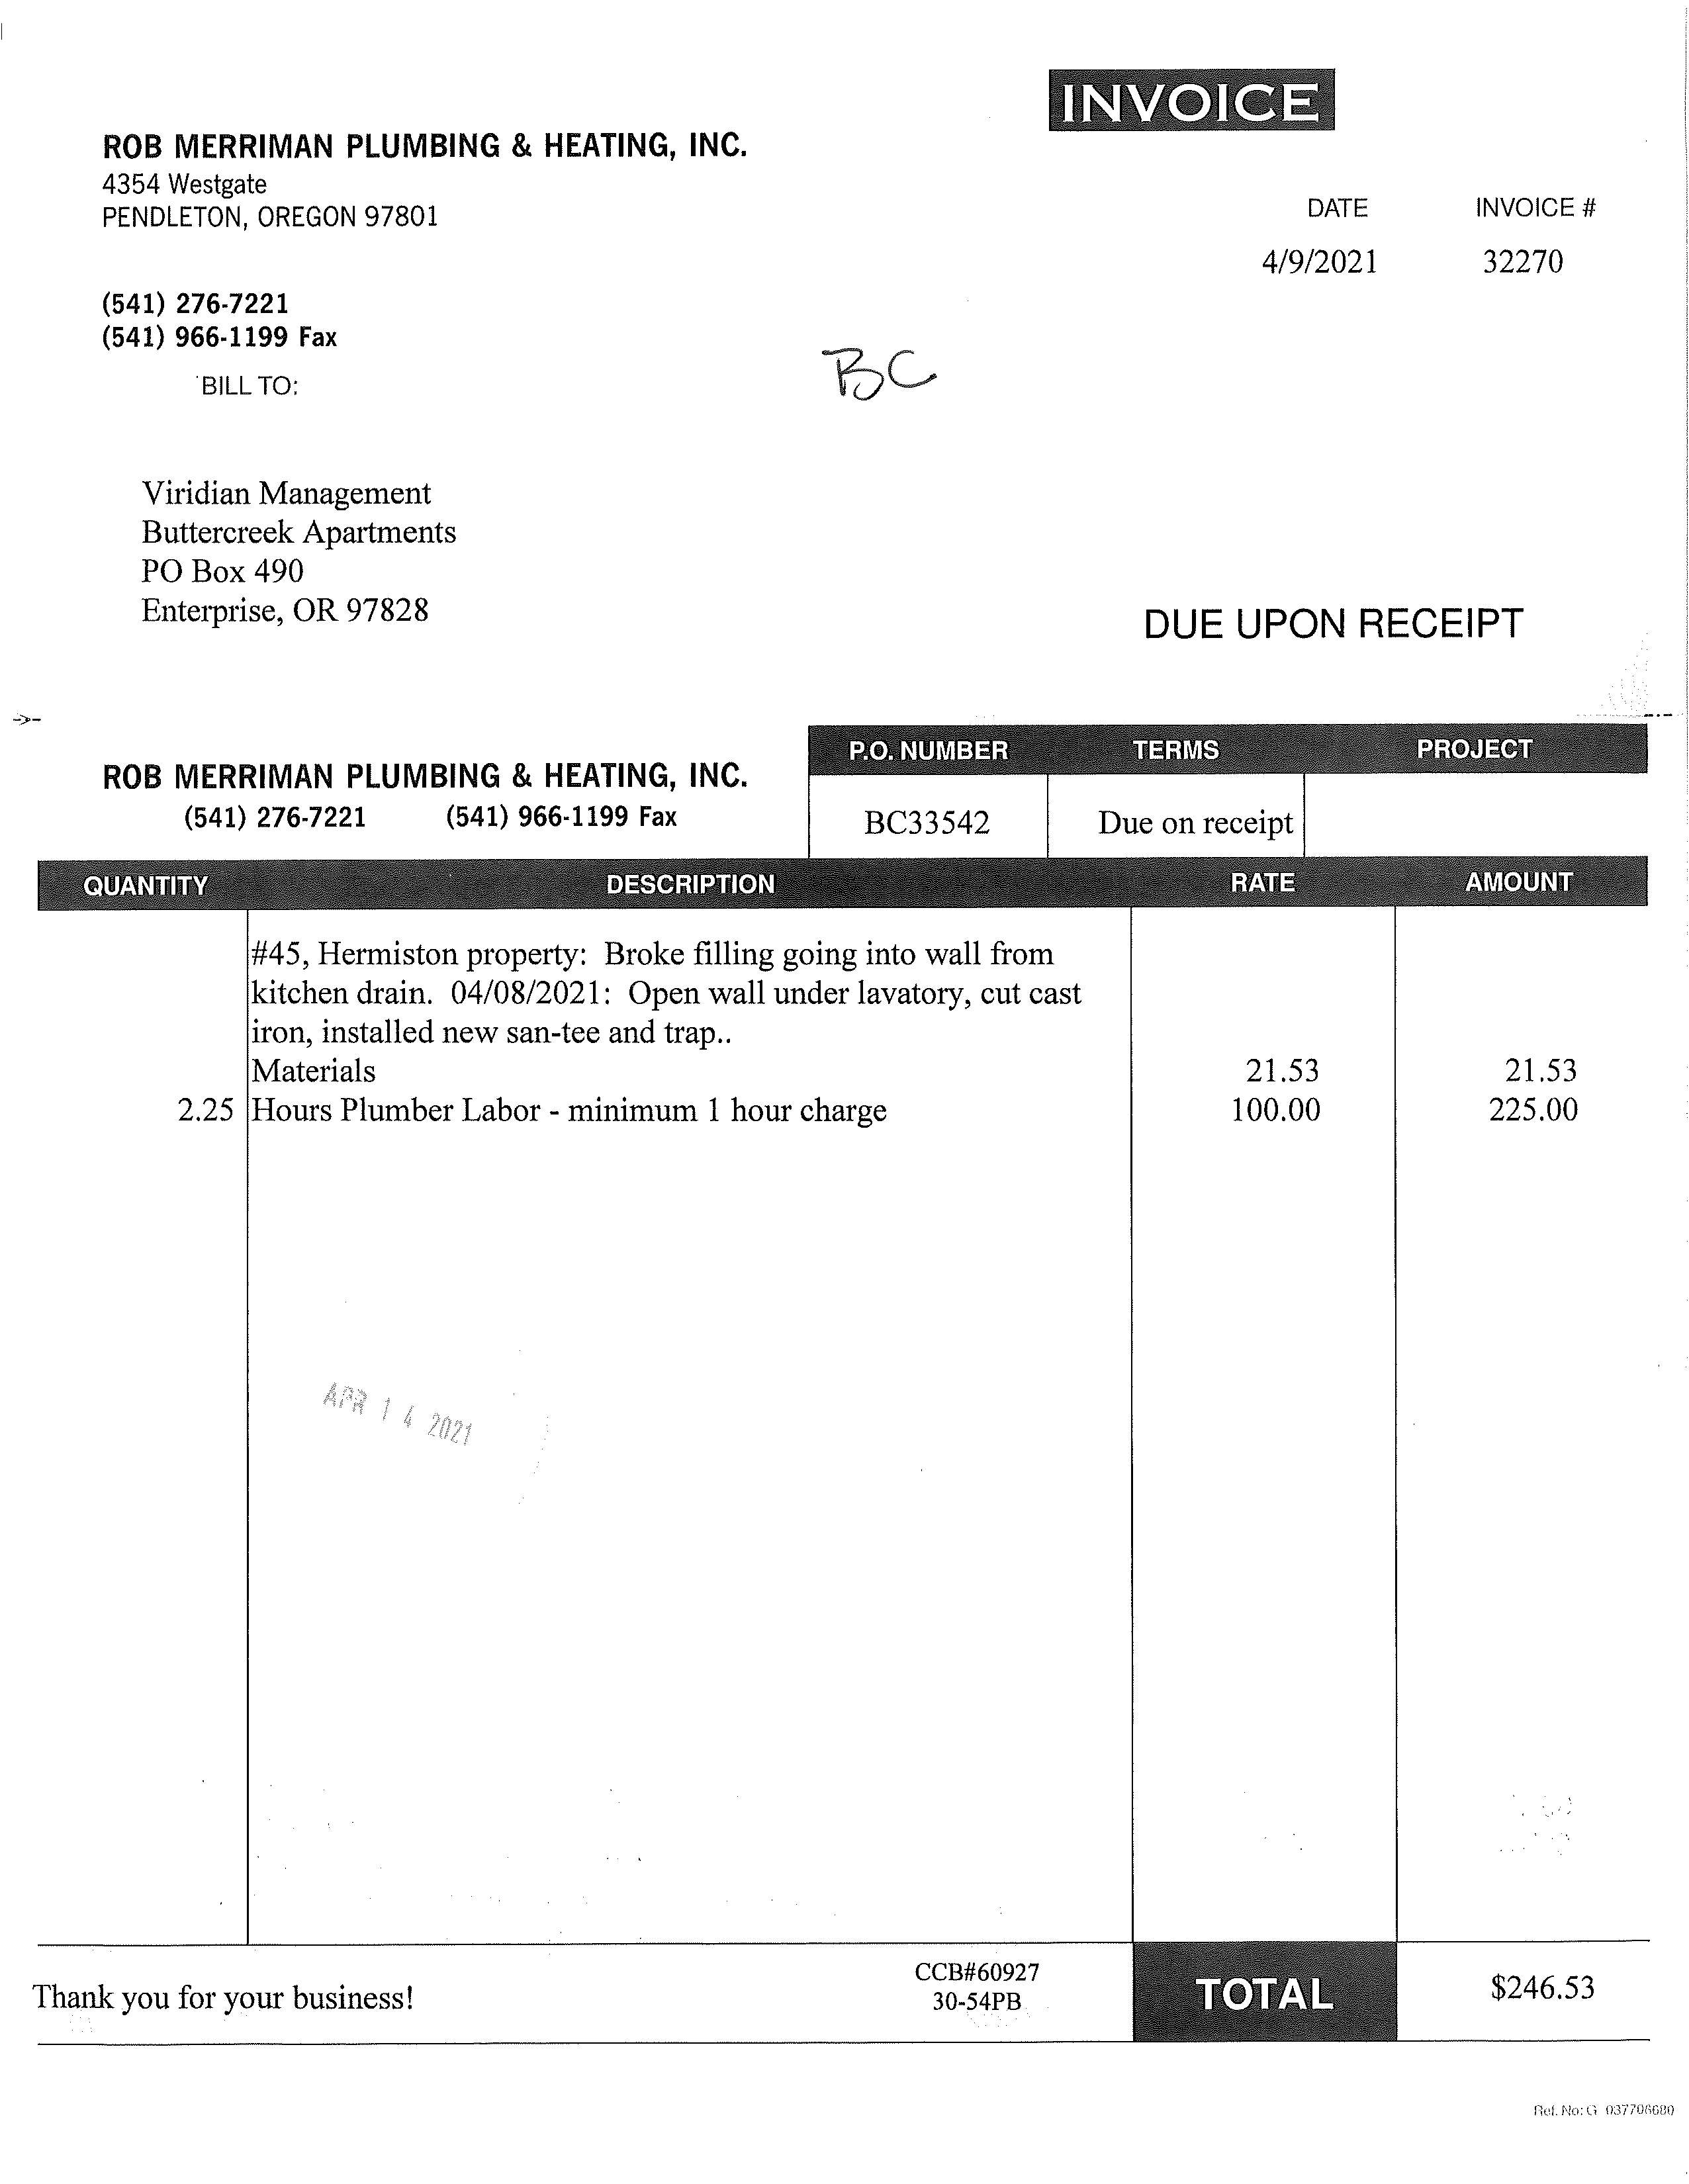 INVOICE
ROB MERRIMAN PLUMBING & HEATING, INC.
4354 Westgate
PENDLETON, OREGON 97801
DATE INVOICE #
4/9/2021 32270
(541) 276-7221
(541) 966-1199 Fax
BC
BILL TO:
Viridian Management
Buttercreek Apartments
PO Box 490
Enterprise, OR 97828
DUE UPON RECEIPT
ROB MERRIMAN PLUMBING & HEATING, INC.
(541) 276-7221 (541) 966-1199 Fax
P.O. NUMBER TERMS PROJECT
BC33542 Due on receipt
QUANTITY DESCRIPTION RATE AMOUNT
#45, Hermiston property: Broke filling going into wall from
kitchen drain. 04/08/2021: Open wall under lavatory, cut cast
iron, installed new san-tee and trap..
Materials 21.53 21.53
2.25 Hours Plumber Labor - minimum 1 hour charge 100.00 225.00
APR 14 2021
Thank you for your business!
CCB#60927
30-54PB
TOTAL $246.53
Ref. No: G 037706680